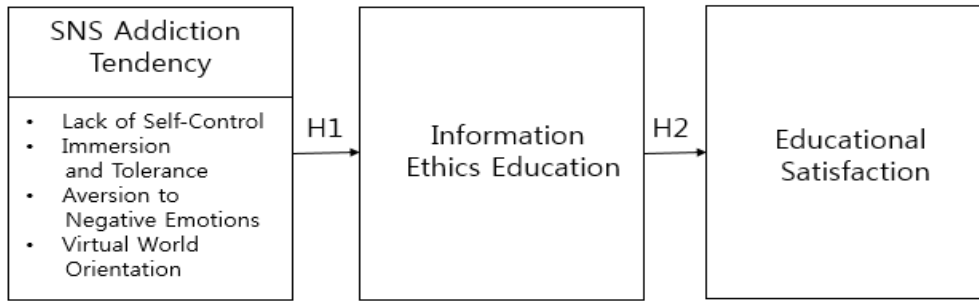 SNS Addiction
Tendency
• Lack of Self-Control
• Immersion
and Tolerance
• Aversion to
Negative Emotions
• Virtual World
Orientation
H1
Information
Ethics Education
H2
Educational
Satisfaction